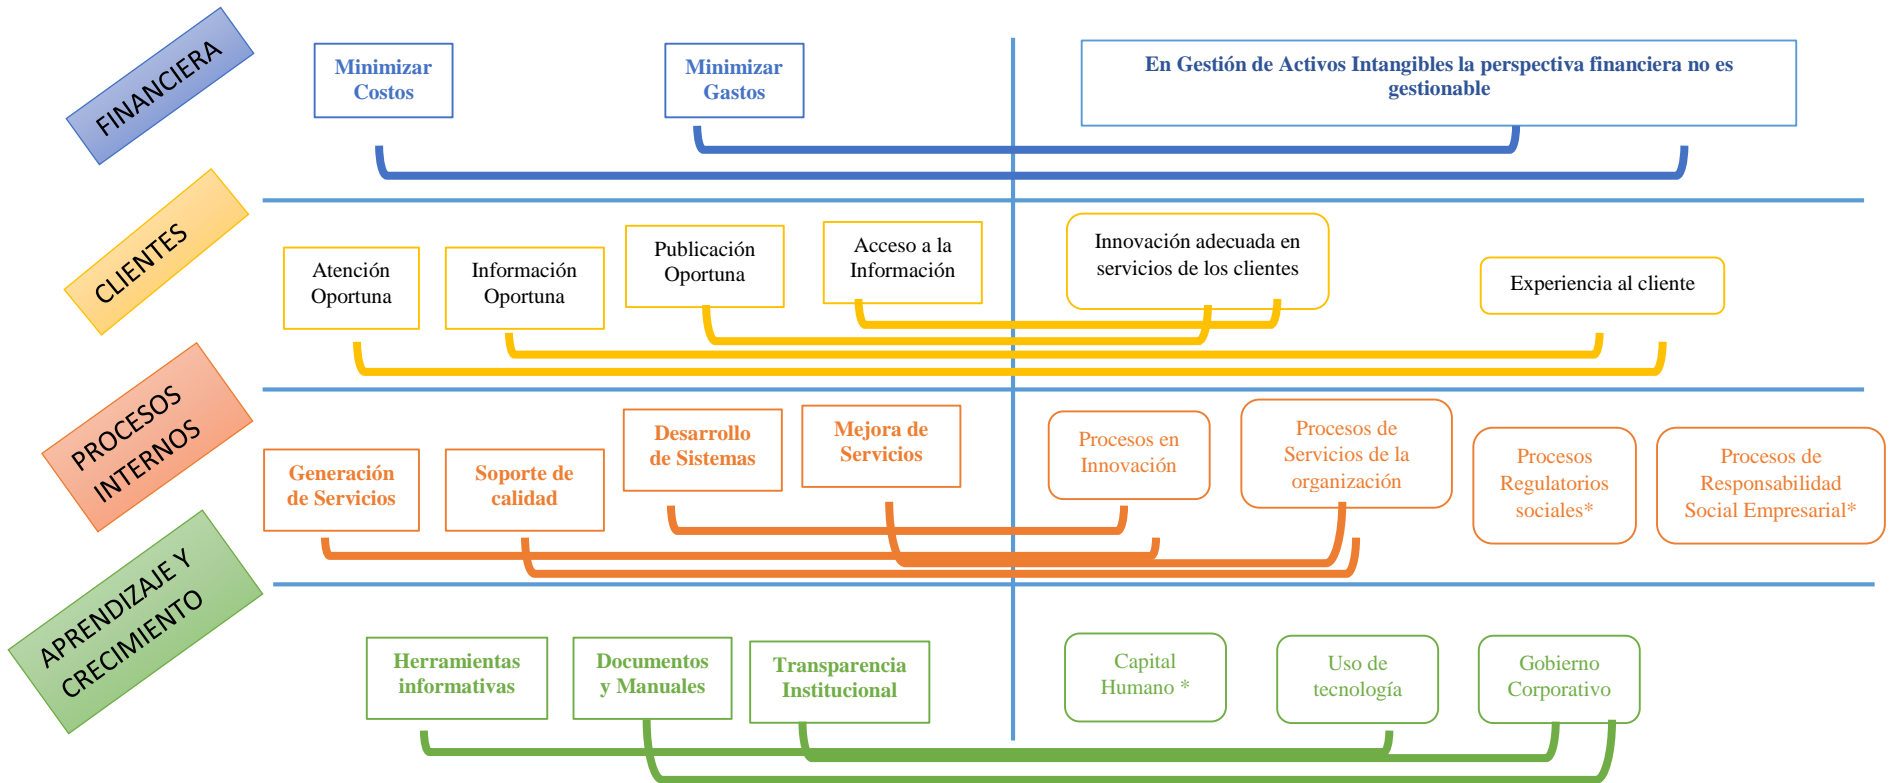 FINANCIERA
Minimizar
Costos
Minimizar
Gastos
En Gestión de Activos Intangibles la perspectiva financiera no es
gestionable
CLIENTES
Atención
Oportuna
Información
Oportuna
Publicación
Oportuna
Acceso a la
Información
Innovación adecuada en
servicios de los clientes
Experiencia al cliente
PROCESOS
INTERNOS
Generación
de Servicios
Soporte de
calidad
Desarrollo
de Sistemas
Mejora de
Servicios
Procesos en
Innovación
Procesos de
Servicios de la
organización
Procesos
Regulatorios
sociales*
Procesos de
Responsabilidad
Social Empresarial*
APRENDIZAJE Y
CRECIMIENTO
Herramientas
informativas
Documentos
y Manuales
Transparencia
Institucional
Capital
Humano *
Uso de
tecnología
Gobierno
Corporativo